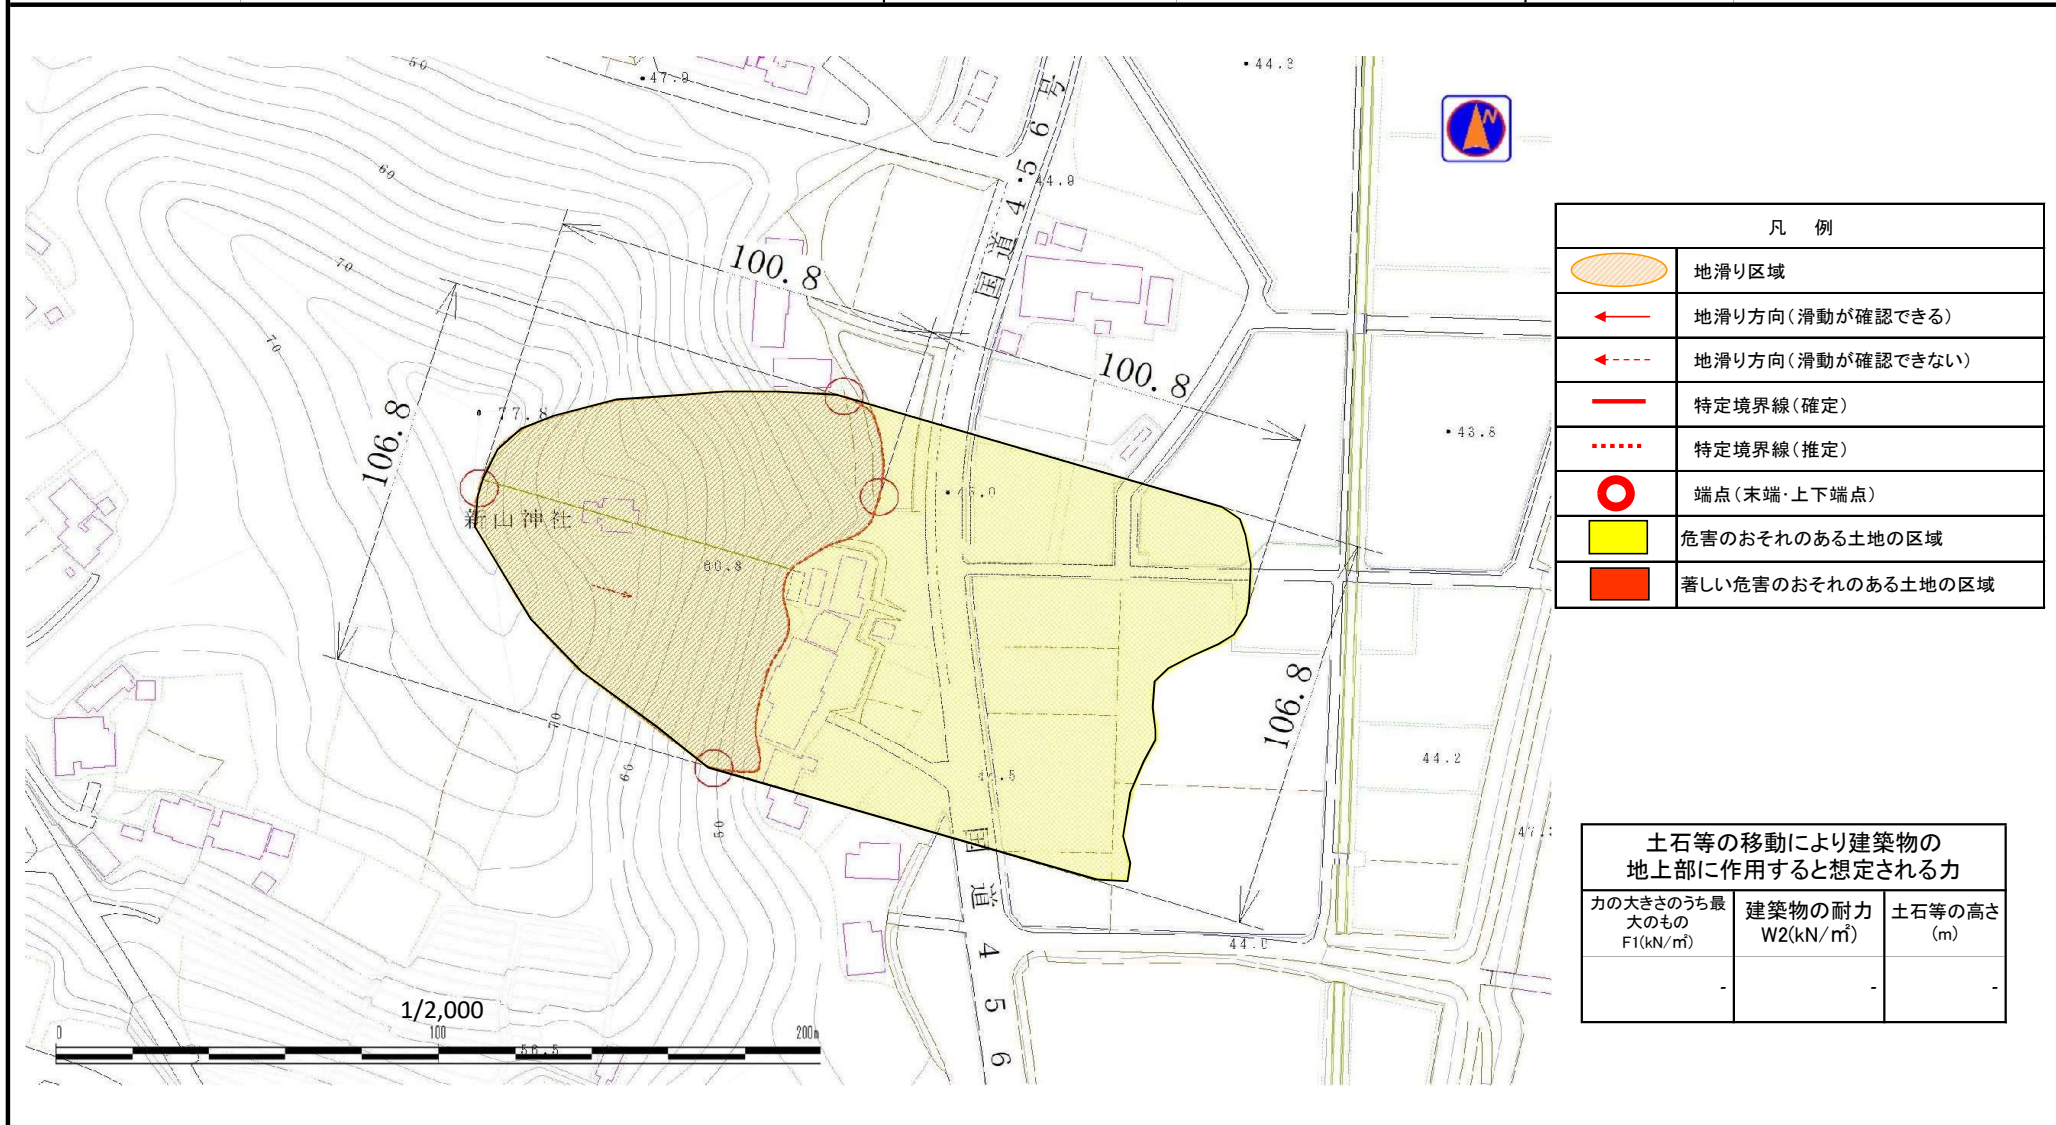 50
47.9
44.3
国道456号
N
60
44.9
70
100.8
70
100.8
凡 例
地滑り区域
地滑り方向(滑動が確認できる)
地滑り方向(滑動が確認できない)
特定境界線(確定)
特定境界線(推定)
端点(末端・上下端点)
危害のおそれのある土地の区域
著しい危害のおそれのある土地の区域
77.8
106.8
43.8
新山神社
60.8
106.8
70
60
50
44.2
国道456
土石等の移動により建築物の
地上部に作用すると想定される力
力の大きさのうち最
大のもの
F1(kN/㎡)
建築物の耐力
W2(kN/㎡)
土石等の高さ
(m)
-
-
-
1/2,000
0
100
200m
56.5